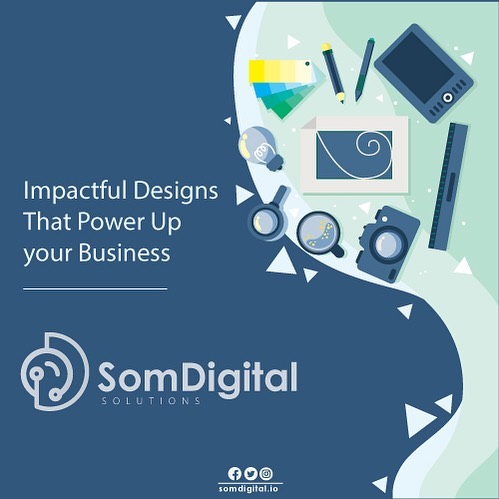 Impactful Designs
That Power Up
your Business
SomDigital
SOLUTIONS
somdigital.io